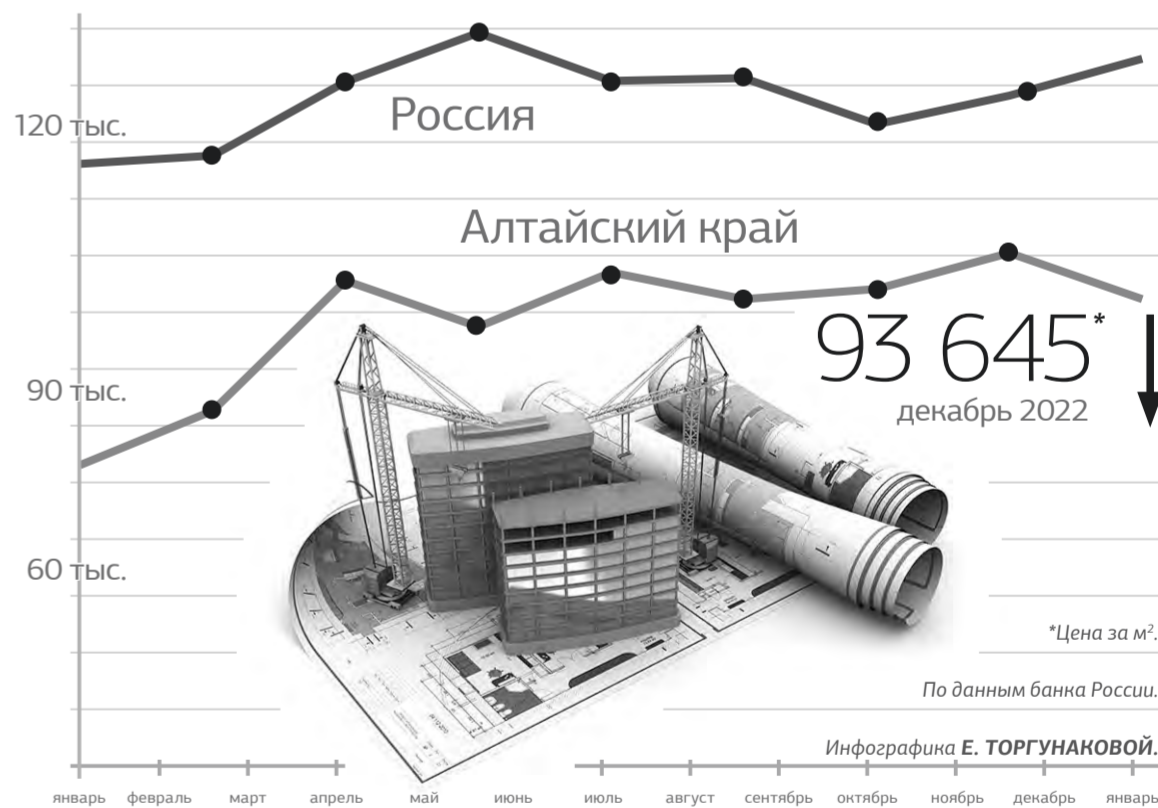 120 тыс.
Россия
Алтайский край
93 645*
декабрь 2022
90 тыс.
60 тыс.
*Цена за м².
По данным банка России.
Инфографика Е. ТОРГУНАКОВОЙ.
январь февраль март апрель май июнь июль август сентябрь октябрь ноябрь декабрь январь